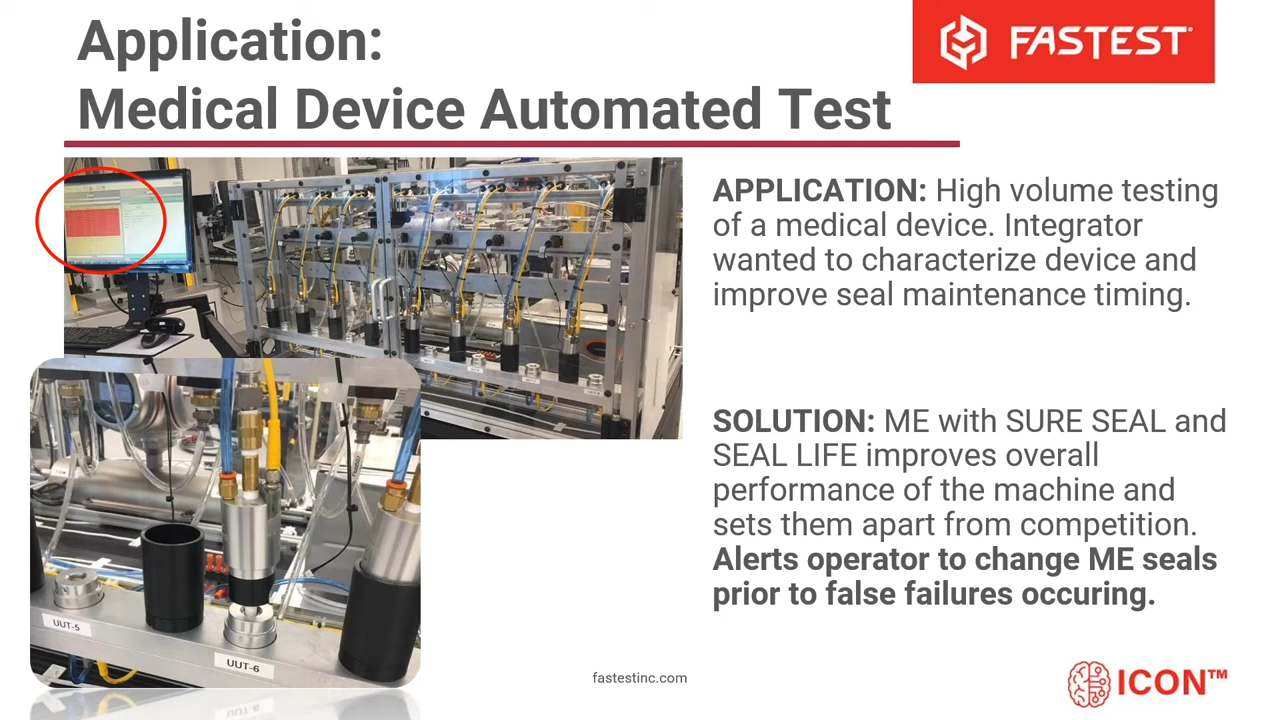 Application:
Medical Device Automated Test
FASTEST
APPLICATION: High volume testing
of a medical device. Integrator
wanted to characterize device and
improve seal maintenance timing.
SOLUTION: ME with SURE SEAL and
SEAL LIFE improves overall
performance of the machine and
sets them apart from competition.
Alerts operator to change ME seals
prior to false failures occuring.
UUT-5
UUT-6
fastestinc.com
ICON™